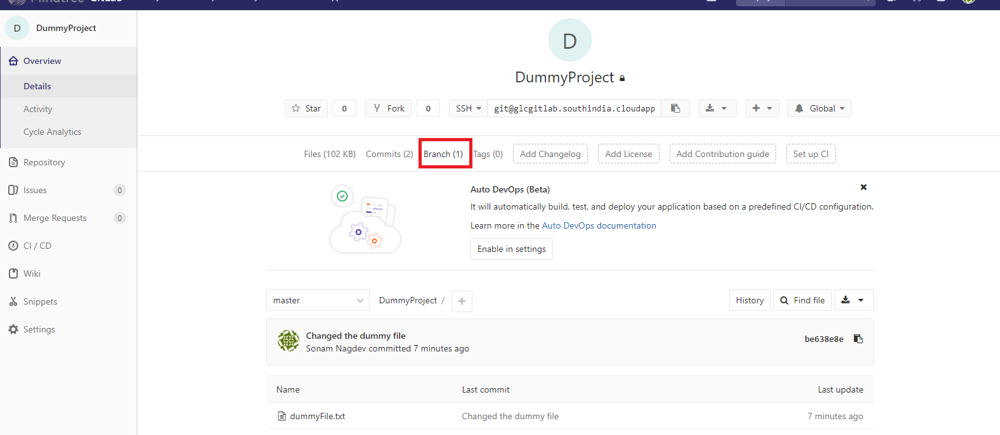 Mindtree GitLab
D DummyProject
Overview
Details
Activity
Cycle Analytics
Repository
Issues 0
Merge Requests 0
CI / CD
Wiki
Snippets
Settings
D
DummyProject
Star 0 Fork 0 SSH git@glcgitlab.southindia.cloudapp Global
Files (102 KB) Commits (2) Branch (1) Tags (0) Add Changelog Add License Add Contribution guide Set up CI
Auto DevOps (Beta)
It will automatically build, test, and deploy your application based on a predefined CI/CD configuration.
Learn more in the Auto DevOps documentation
Enable in settings
master DummyProject / + History Find file
Changed the dummy file
Sonam Nagdev committed 7 minutes ago
be638e8e
Name Last commit Last update
dummyFile.txt Changed the dummy file 7 minutes ago